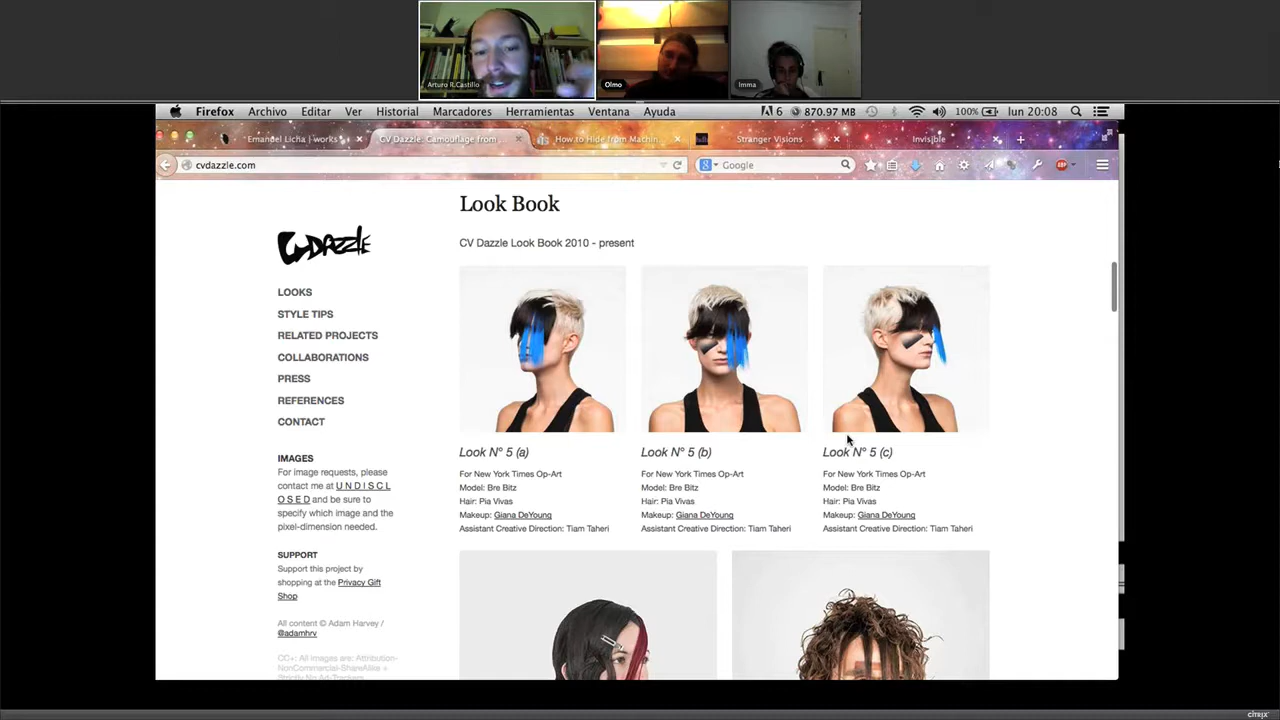 Arturo R.Castillo
Olmo
Imma
Firefox Archivo Editar Ver Historial Marcadores Herramientas Ventana Ayuda 6 870.97 MB 100% lun 20:08
"Emanuel Licha | works
CV Dazzle: Camouflage from
How to Hide from Machin
Stranger Visions
Invisible
cvdazzle.com
Google
CVDAZZLE
LOOKS
STYLE TIPS
RELATED PROJECTS
COLLABORATIONS
PRESS
REFERENCES
CONTACT
IMAGES
For image requests, please
contact me at U N D I S C L
O S E D and be sure to
specify which image and the
pixel-dimension needed.
SUPPORT
Support this project by
shopping at the Privacy Gift
Shop
All content © Adam Harvey /
@adamhrv
CC+: All images are: Attribution-
NonCommercial-ShareAlike +
Strictly No Ad-Trackers
Look Book
CV Dazzle Look Book 2010 - present
Look N° 5 (a)
For New York Times Op-Art
Model: Bre Bitz
Hair: Pia Vivas
Makeup: Giana DeYoung
Assistant Creative Direction: Tiam Taheri
Look N° 5 (b)
For New York Times Op-Art
Model: Bre Bitz
Hair: Pia Vivas
Makeup: Giana DeYoung
Assistant Creative Direction: Tiam Taheri
Look N° 5 (c)
For New York Times Op-Art
Model: Bre Bitz
Hair: Pia Vivas
Makeup: Giana DeYoung
Assistant Creative Direction: Tiam Taheri
CITRIX